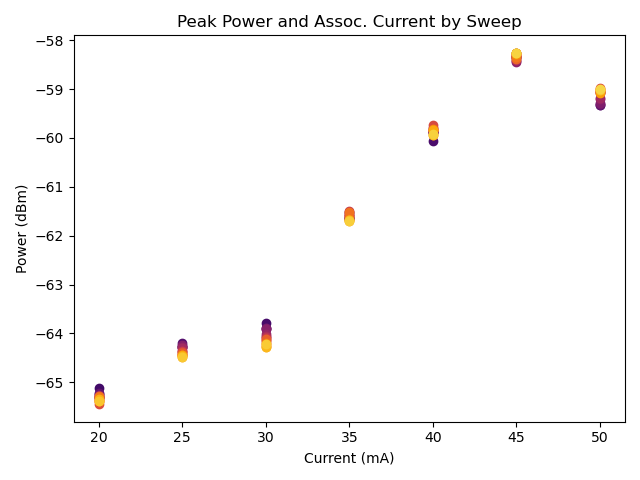 Peak Power and Assoc. Current by Sweep
−58
−59
−60
−61
−62
−63
−64
−65
Power (dBm)
20 25 30 35 40 45 50
Current (mA)